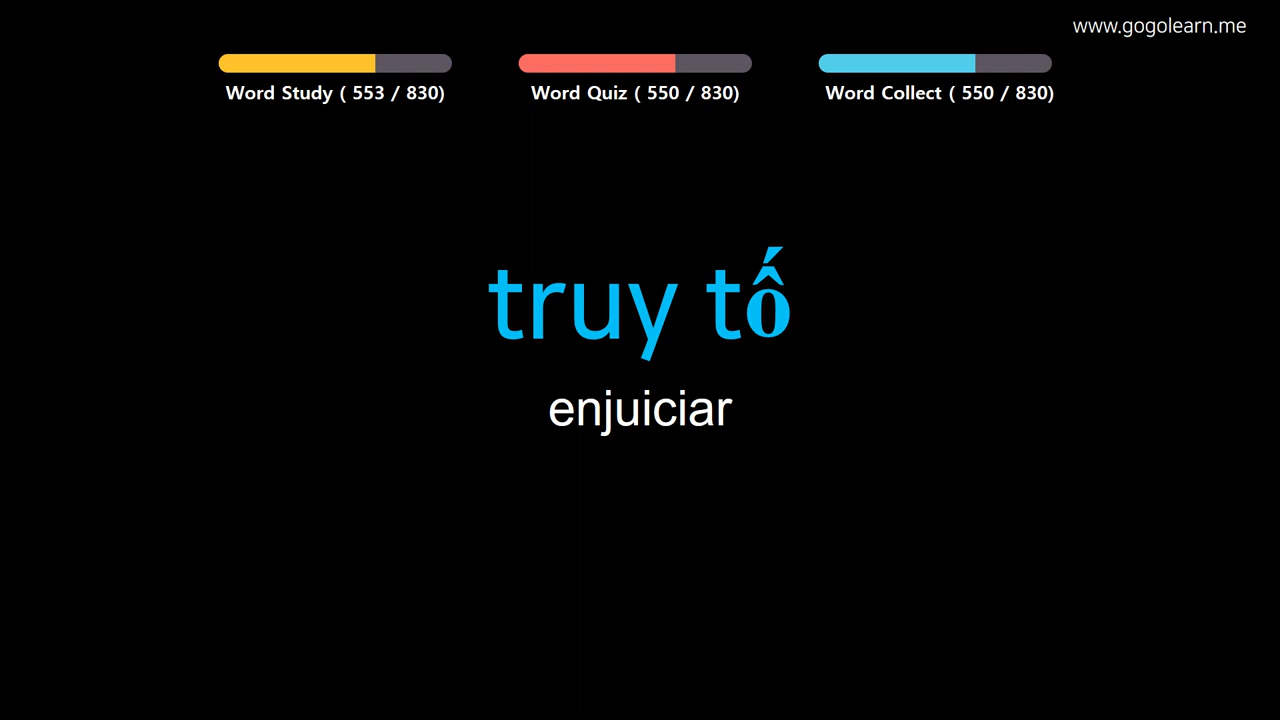 www.gogolearn.me
Word Study ( 553 / 830)
Word Quiz ( 550 / 830)
Word Collect ( 550 / 830)
truy tố
enjuiciar